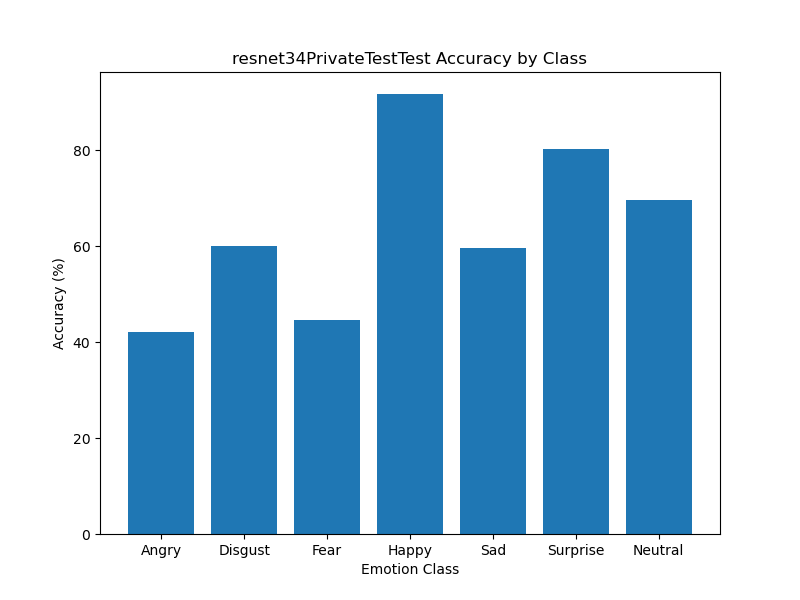 resnet34PrivateTestTest Accuracy by Class
Accuracy (%)
80
60
40
20
0
Angry Disgust Fear Happy Sad Surprise Neutral
Emotion Class